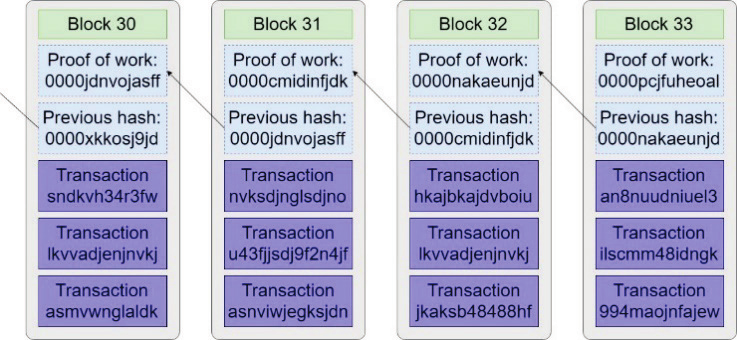 Block 30
Proof of work:
0000jdnvojasff
Previous hash:
0000xkkosj9jd
Transaction
sndkvh34r3fw
Transaction
lkvvadjenjnvkj
Transaction
asmvwnglaldk
Block 31
Proof of work:
0000cmidinfjdk
Previous hash:
0000jdnvojasff
Transaction
nvksdjnglsdjno
Transaction
u43fjjsdj9f2n4jf
Transaction
asnviwjegksjdn
Block 32
Proof of work:
0000nakaeunjd
Previous hash:
0000cmidinfjdk
Transaction
hkajbkajdvboiu
Transaction
lkvvadjenjnvkj
Transaction
jkaksb48488hf
Block 33
Proof of work:
0000pcjfuheoal
Previous hash:
0000nakaeunjd
Transaction
an8nuudniuel3
Transaction
ilscmm48idngk
Transaction
994maojnfajew